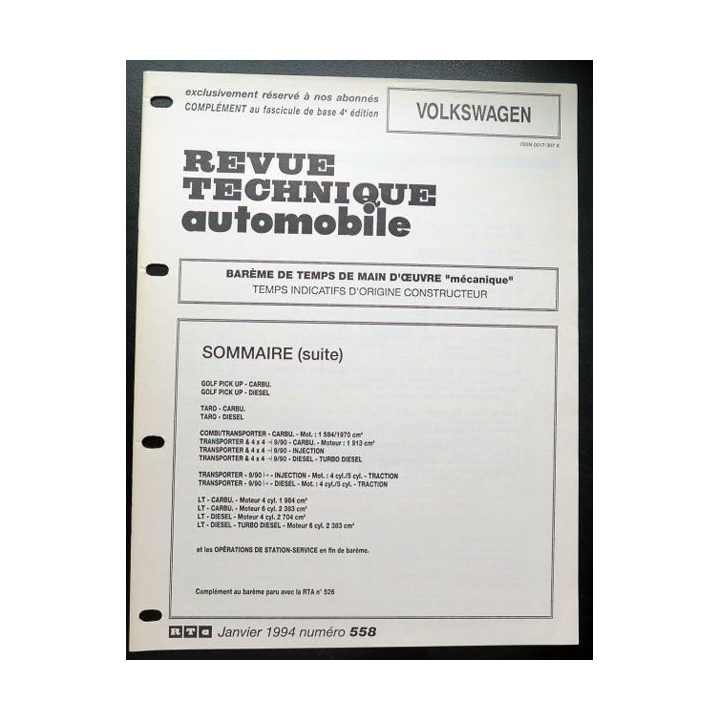 exclusivement réservé à nos abonnés
COMPLÉMENT au fascicule de base 4e édition
VOLKSWAGEN
ISSN 0017-307 X
REVUE
TECHNIQUE
automobile
BARÈME DE TEMPS DE MAIN D'ŒUVRE "mécanique"
TEMPS INDICATIFS D'ORIGINE CONSTRUCTEUR
SOMMAIRE (suite)
GOLF PICK UP - CARBU.
GOLF PICK UP - DIESEL
TARO - CARBU.
TARO - DIESEL
COMBI/TRANSPORTER - CARBU. - Mot. : 1 584/1970 cm³
TRANSPORTER & 4 x 4 ⊣ 9/90 - CARBU. - Moteur : 1 913 cm³
TRANSPORTER & 4 x 4 ⊣ 9/90 - INJECTION
TRANSPORTER & 4 x 4 ⊣ 9/90 - DIESEL - TURBO DIESEL
TRANSPORTER - 9/90 ⊢ - INJECTION - Mot. : 4 cyl./5 cyl. - TRACTION
TRANSPORTER - 9/90 ⊢ - DIESEL - Mot. : 4 cyl./5 cyl. - TRACTION
LT - CARBU. - Moteur 4 cyl. 1 984 cm³
LT - CARBU. - Moteur 6 cyl. 2 383 cm³
LT - DIESEL - Moteur 4 cyl. 2 704 cm³
LT - DIESEL - TURBO DIESEL - Moteur 6 cyl. 2 383 cm³
et les OPÉRATIONS DE STATION-SERVICE en fin de barème.
Complément au barème paru avec la RTA n° 526
RTa Janvier 1994 numéro 558